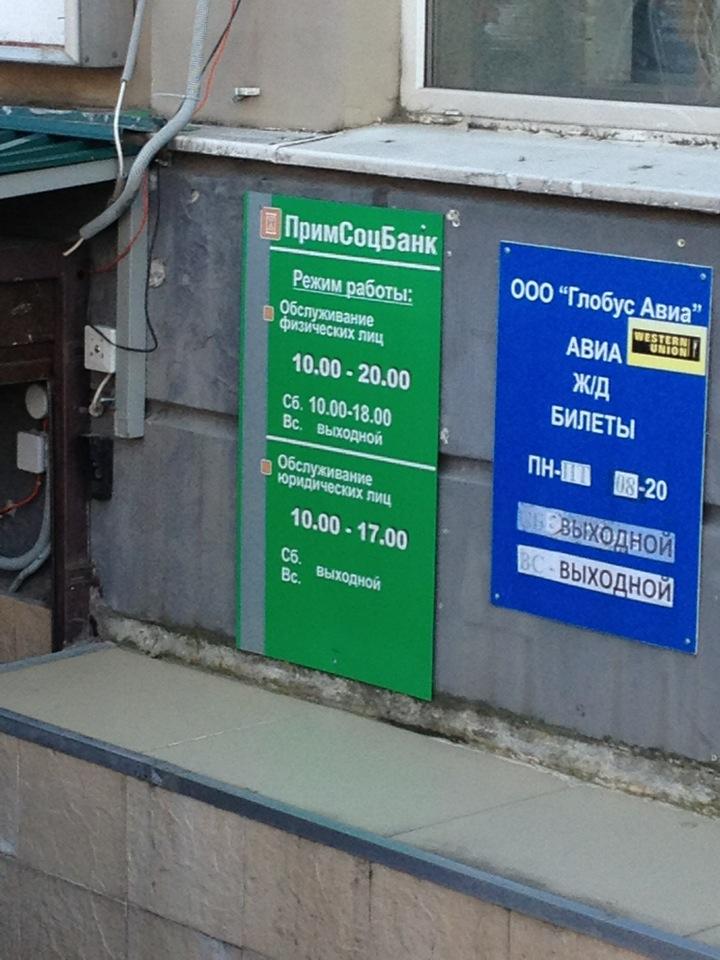 ПримСоцБанк
Режим работы:
Обслуживание
физических лиц
10.00 - 20.00
Сб. 10.00-18.00
Вс. выходной
Обслуживание
юридических лиц
10.00 - 17.00
Сб.
Вс. выходной
ООО “Глобус Авиа”
WESTERN
UNION
АВИА
Ж/Д
БИЛЕТЫ
ПН-ПТ 08-20
ВЫХОДНОЙ
ВС - ВЫХОДНОЙ